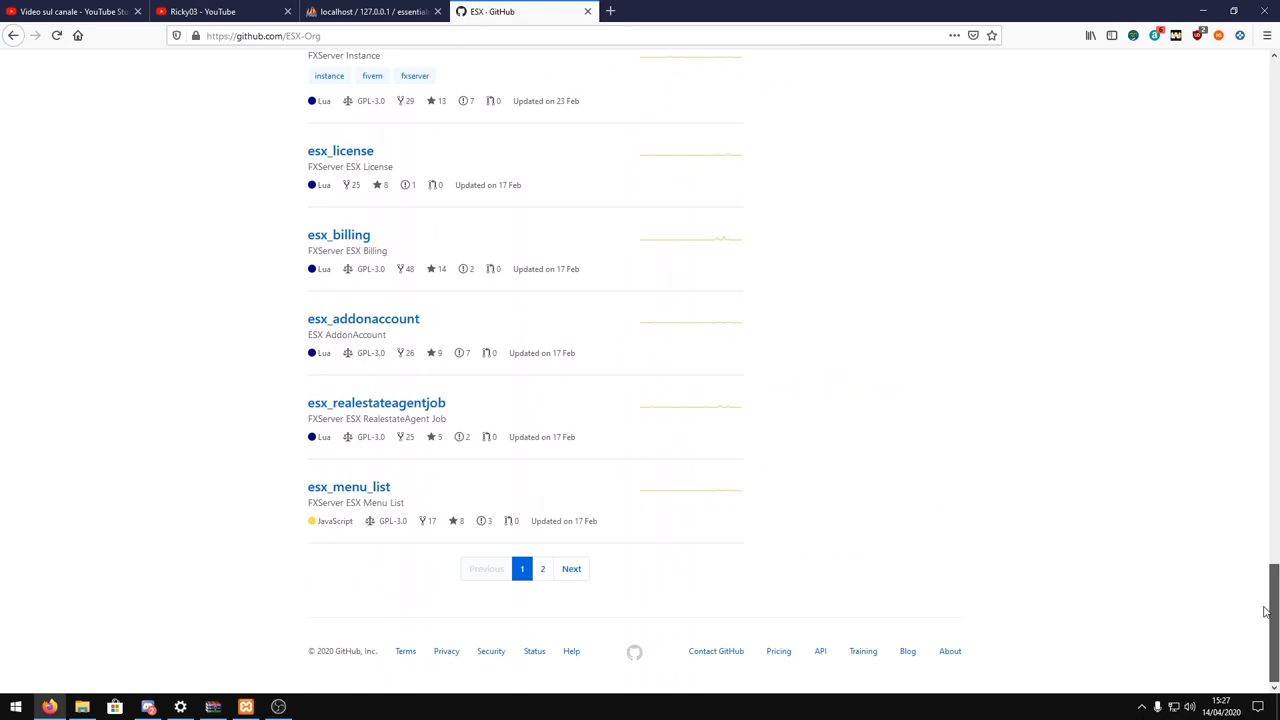 Video sul canale - YouTube Stu
Ricky03 - YouTube
localhost / 127.0.0.1 / essential
ESX · GitHub
https://github.com/ESX-Org
FXServer Instance
instance fivem fxserver
Lua GPL-3.0 29 13 7 0 Updated on 23 Feb
esx_license
FXServer ESX License
Lua 25 8 1 0 Updated on 17 Feb
esx_billing
FXServer ESX Billing
Lua GPL-3.0 48 14 2 0 Updated on 17 Feb
esx_addonaccount
ESX AddonAccount
Lua GPL-3.0 26 9 7 0 Updated on 17 Feb
esx_realestateagentjob
FXServer ESX RealestateAgent Job
Lua GPL-3.0 25 5 2 0 Updated on 17 Feb
esx_menu_list
FXServer ESX Menu List
JavaScript GPL-3.0 17 8 3 0 Updated on 17 Feb
Previous 1 2 Next
© 2020 GitHub, Inc. Terms Privacy Security Status Help Contact GitHub Pricing API Training Blog About
15:27
14/04/2020